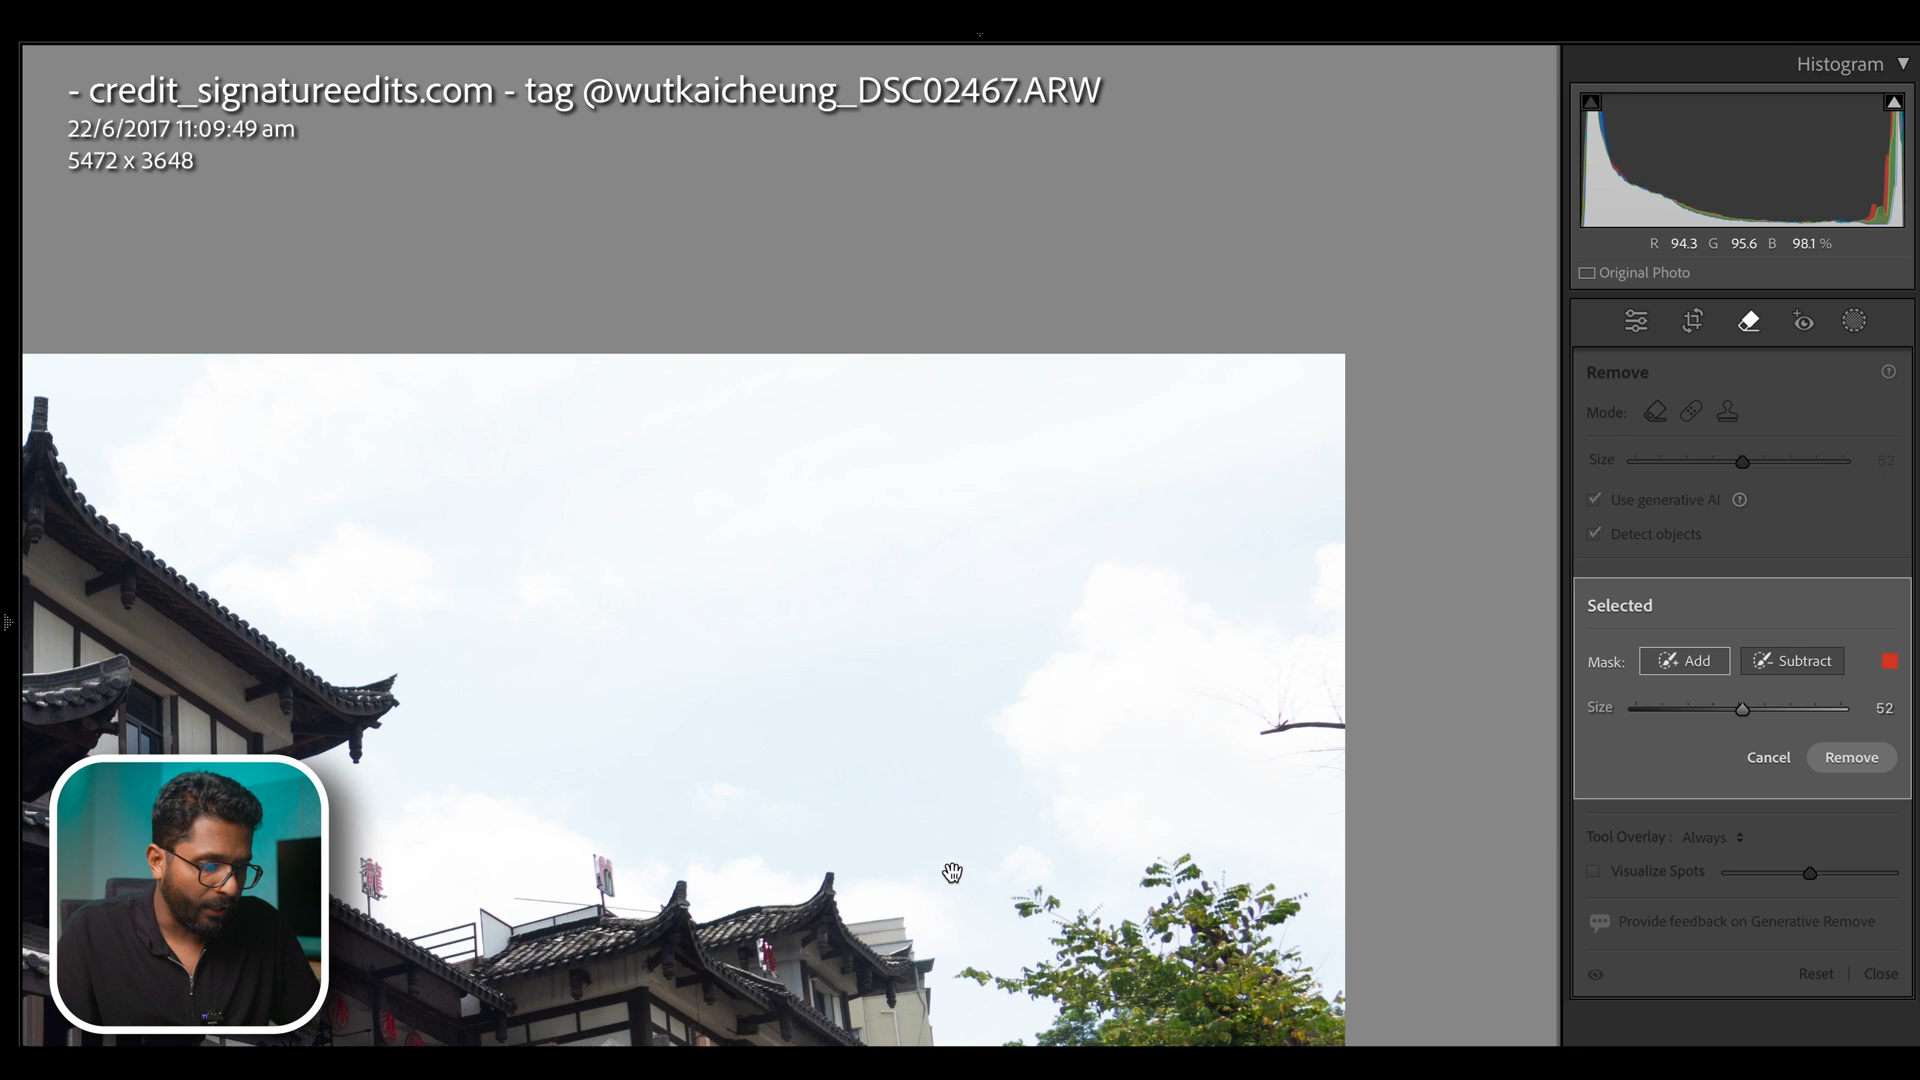 - credit_signatureedits.com - tag @wutkaicheung_DSC02467.ARW
22/6/2017 11:09:49 am
5472 x 3648
Histogram
R 94.3 G 95.6 B 98.1 %
Original Photo
Remove
Mode:
Size 52
Use generative AI
Detect objects
Selected
Mask: Add Subtract
Size 52
Cancel Remove
Tool Overlay : Always
Visualize Spots
Provide feedback on Generative Remove
Reset | Close
龍